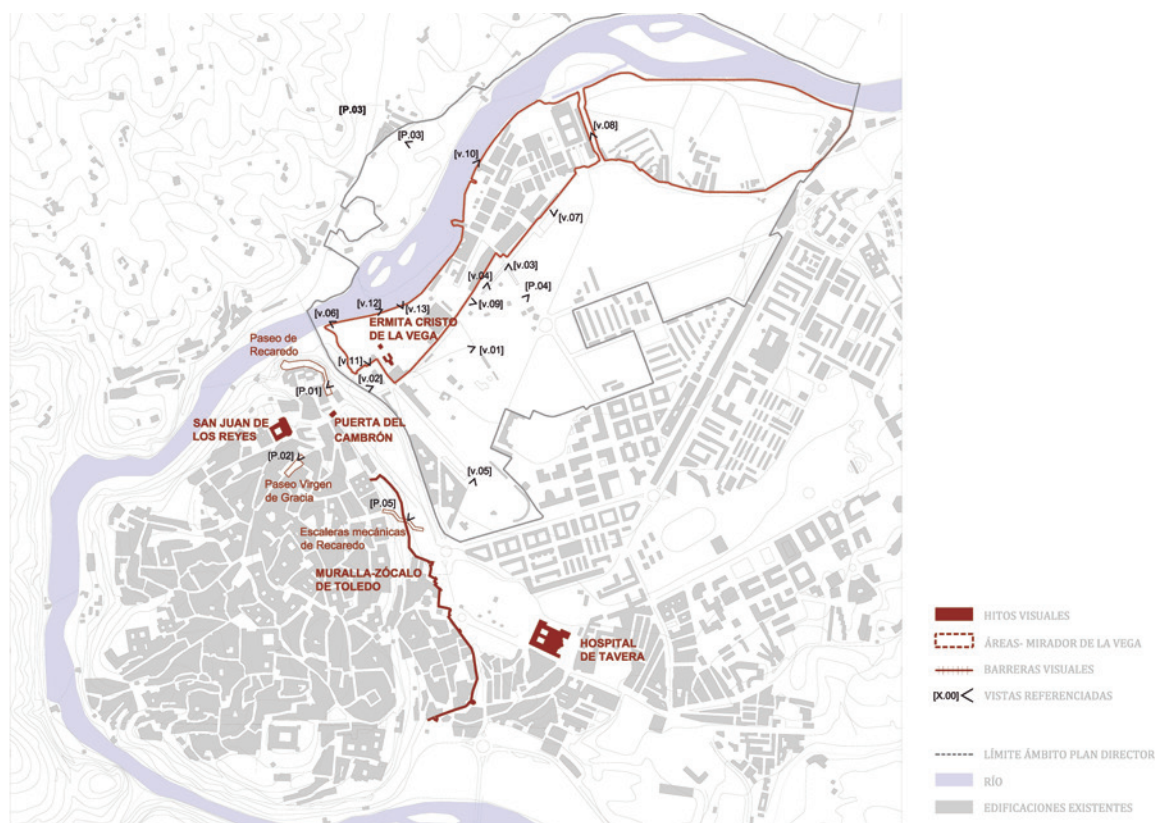 [P.03]
[P.03]
[v.08]
[v.10]
[v.07]
[v.03]
[v.04]
[P.04]
[v.09]
[v.12]
[v.13]
[v.06]
ERMITA CRISTO
DE LA VEGA
Paseo de
Recaredo
[v.01]
[v.11]
[v.02]
[P.01]
SAN JUAN DE
LOS REYES
PUERTA DEL
CAMBRÓN
[P.02]
Paseo Virgen
de Gracia
[v.05]
[P.05]
Escaleras mecánicas
de Recaredo
MURALLA-ZÓCALO
DE TOLEDO
HOSPITAL
DE TAVERA
HITOS VISUALES
ÁREAS- MIRADOR DE LA VEGA
BARRERAS VISUALES
[X.00] VISTAS REFERENCIADAS
LÍMITE ÁMBITO PLAN DIRECTOR
RÍO
EDIFICACIONES EXISTENTES